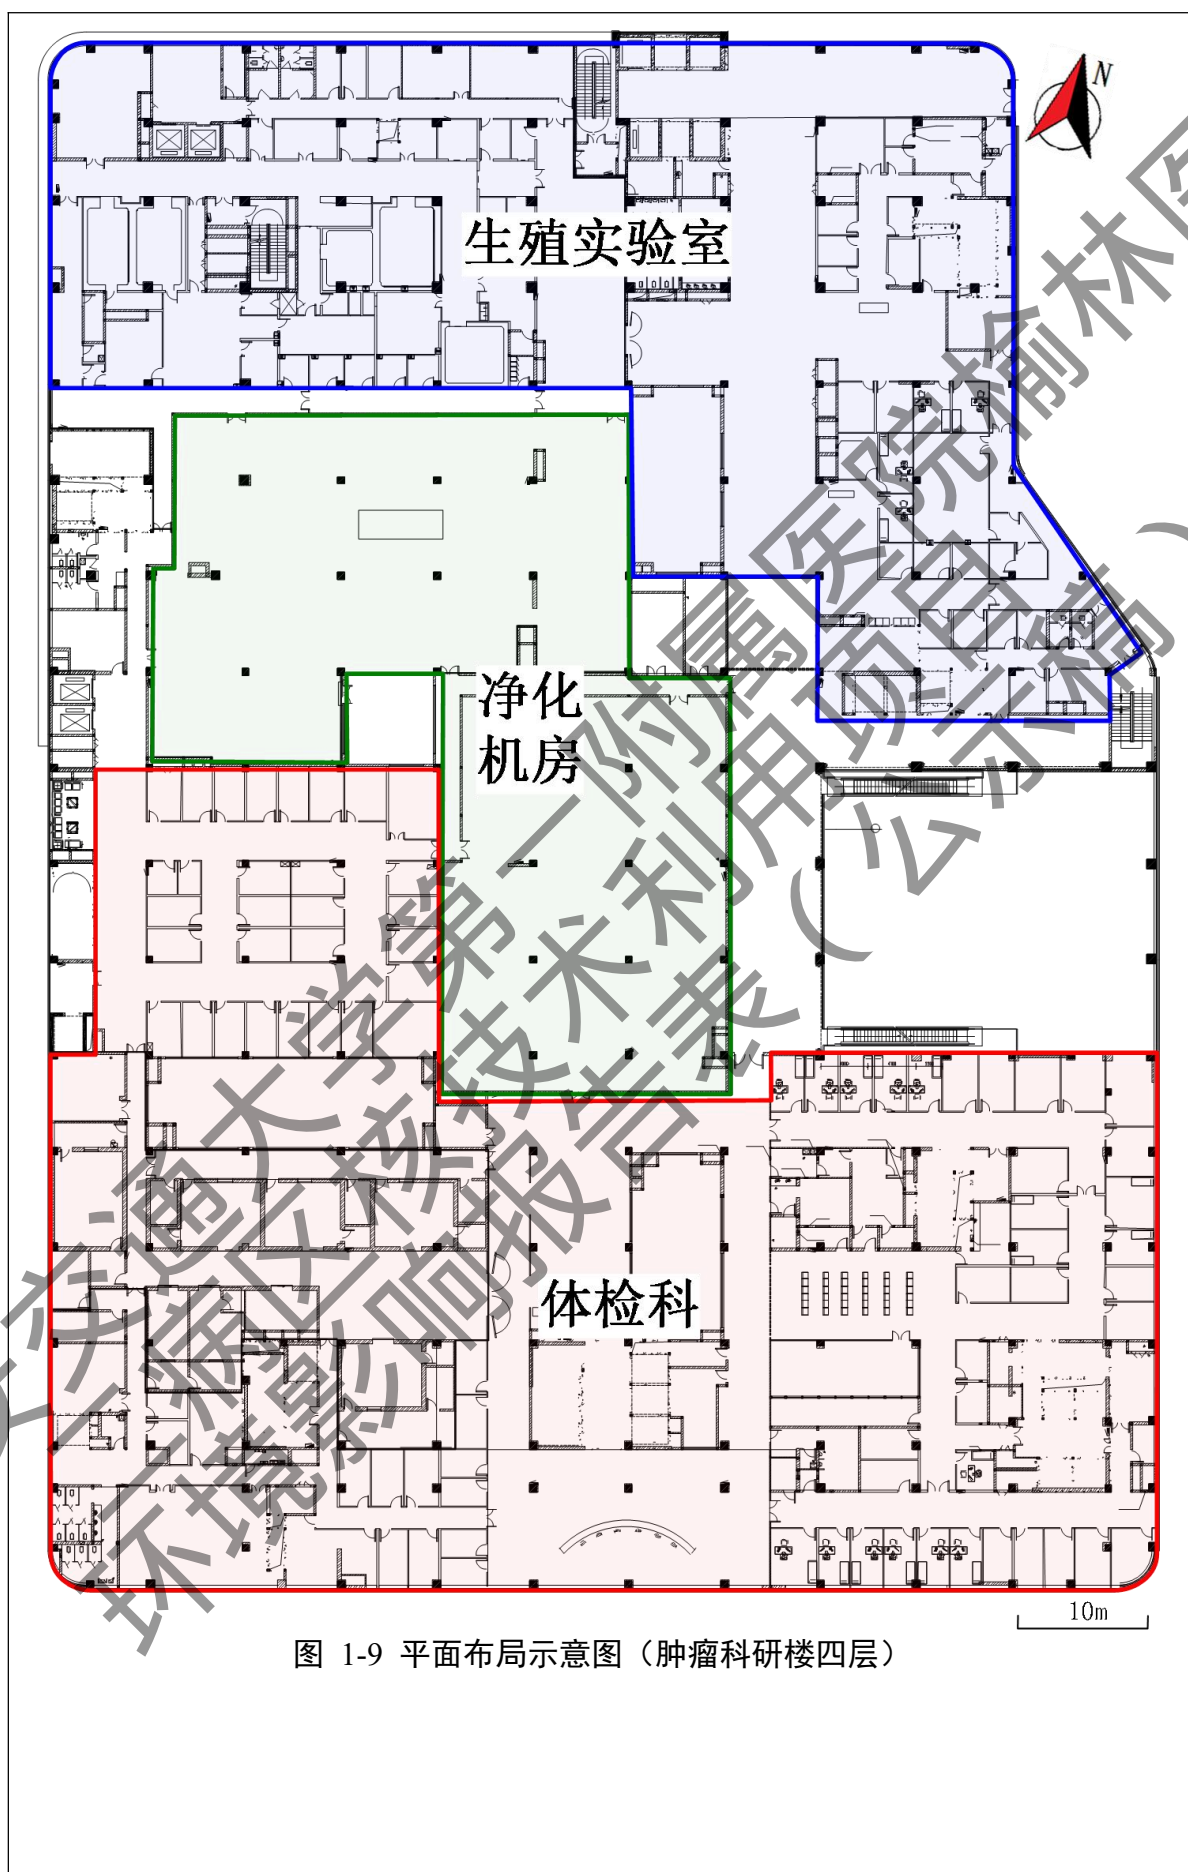 N
生殖实验室
净化
机房
体检科
10m
图 1-9 平面布局示意图（肿瘤科研楼四层）
交通大学第一附属医院榆林医
病区核技术利用项目
环境影响报告表（公示稿）